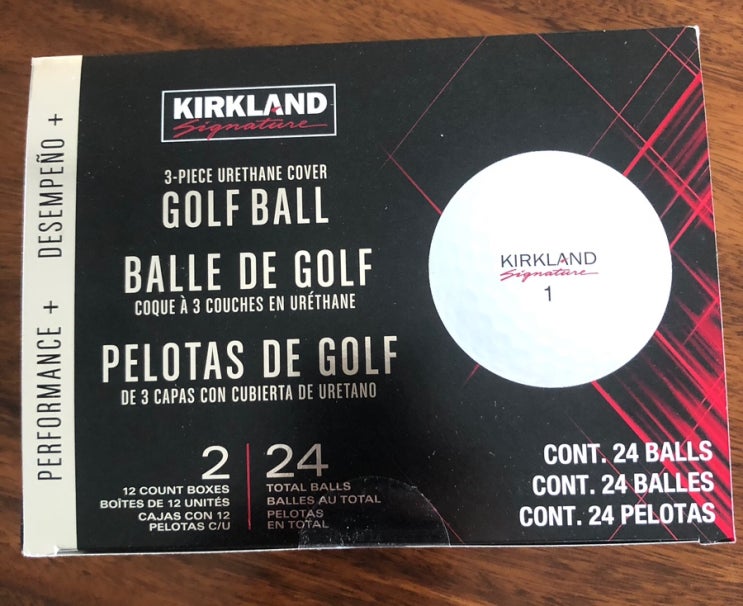 PERFORMANCE + DESEMPEÑO +
KIRKLAND
Signature
3-PIECE URETHANE COVER
GOLF BALL
BALLE DE GOLF
COQUE À 3 COUCHES EN URÉTHANE
PELOTAS DE GOLF
DE 3 CAPAS CON CUBIERTA DE URETANO
KIRKLAND
Signature
1
2
12 COUNT BOXES
BOÎTES DE 12 UNITÉS
CAJAS CON 12
PELOTAS C/U
24
TOTAL BALLS
BALLES AU TOTAL
PELOTAS
EN TOTAL
CONT. 24 BALLS
CONT. 24 BALLES
CONT. 24 PELOTAS